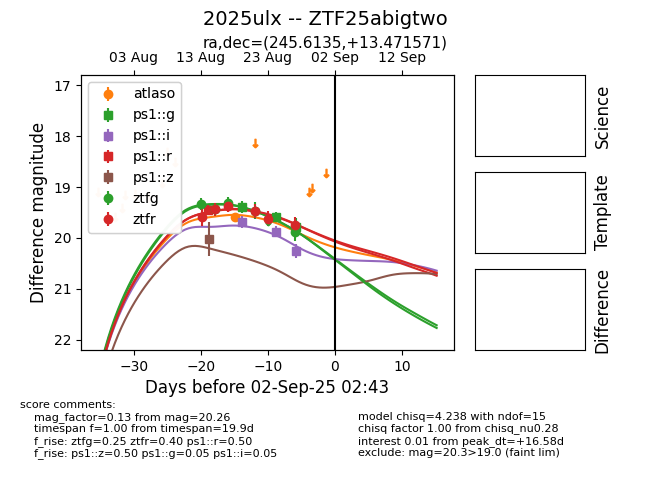 2025ulx -- ZTF25abigtwo
ra,dec=(245.6135,+13.471571)
03 Aug 13 Aug 23 Aug 02 Sep 12 Sep
17
18
19
20
21
22
Difference magnitude
atlaso
ps1::g
ps1::i
ps1::r
ps1::z
ztfg
ztfr
−30 −20 −10 0 10
Days before 02-Sep-25 02:43
Science
Template
Difference
score comments:
mag_factor=0.13 from mag=20.26
timespan f=1.00 from timespan=19.9d
f_rise: ztfg=0.25 ztfr=0.40 ps1::r=0.50
f_rise: ps1::z=0.50 ps1::g=0.05 ps1::i=0.05
model chisq=4.238 with ndof=15
chisq factor 1.00 from chisq_nu0.28
interest 0.01 from peak_dt=+16.58d
exclude: mag=20.3>19.0 (faint lim)